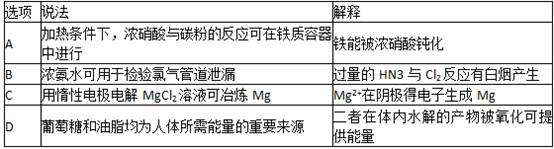 选项 说法 解释
A 加热条件下，浓硝酸与碳粉的反应可在铁质容器中进行 铁能被浓硝酸钝化
B 浓氨水可用于检验氯气管道泄漏 过量的 HN3 与 Cl₂反应有白烟产生
C 用惰性电极电解 MgCl₂ 溶液可冶炼 Mg Mg²⁺在阴极得电子生成 Mg
D 葡萄糖和油脂均为人体所需能量的重要来源 二者在体内水解的产物被氧化可提供能量